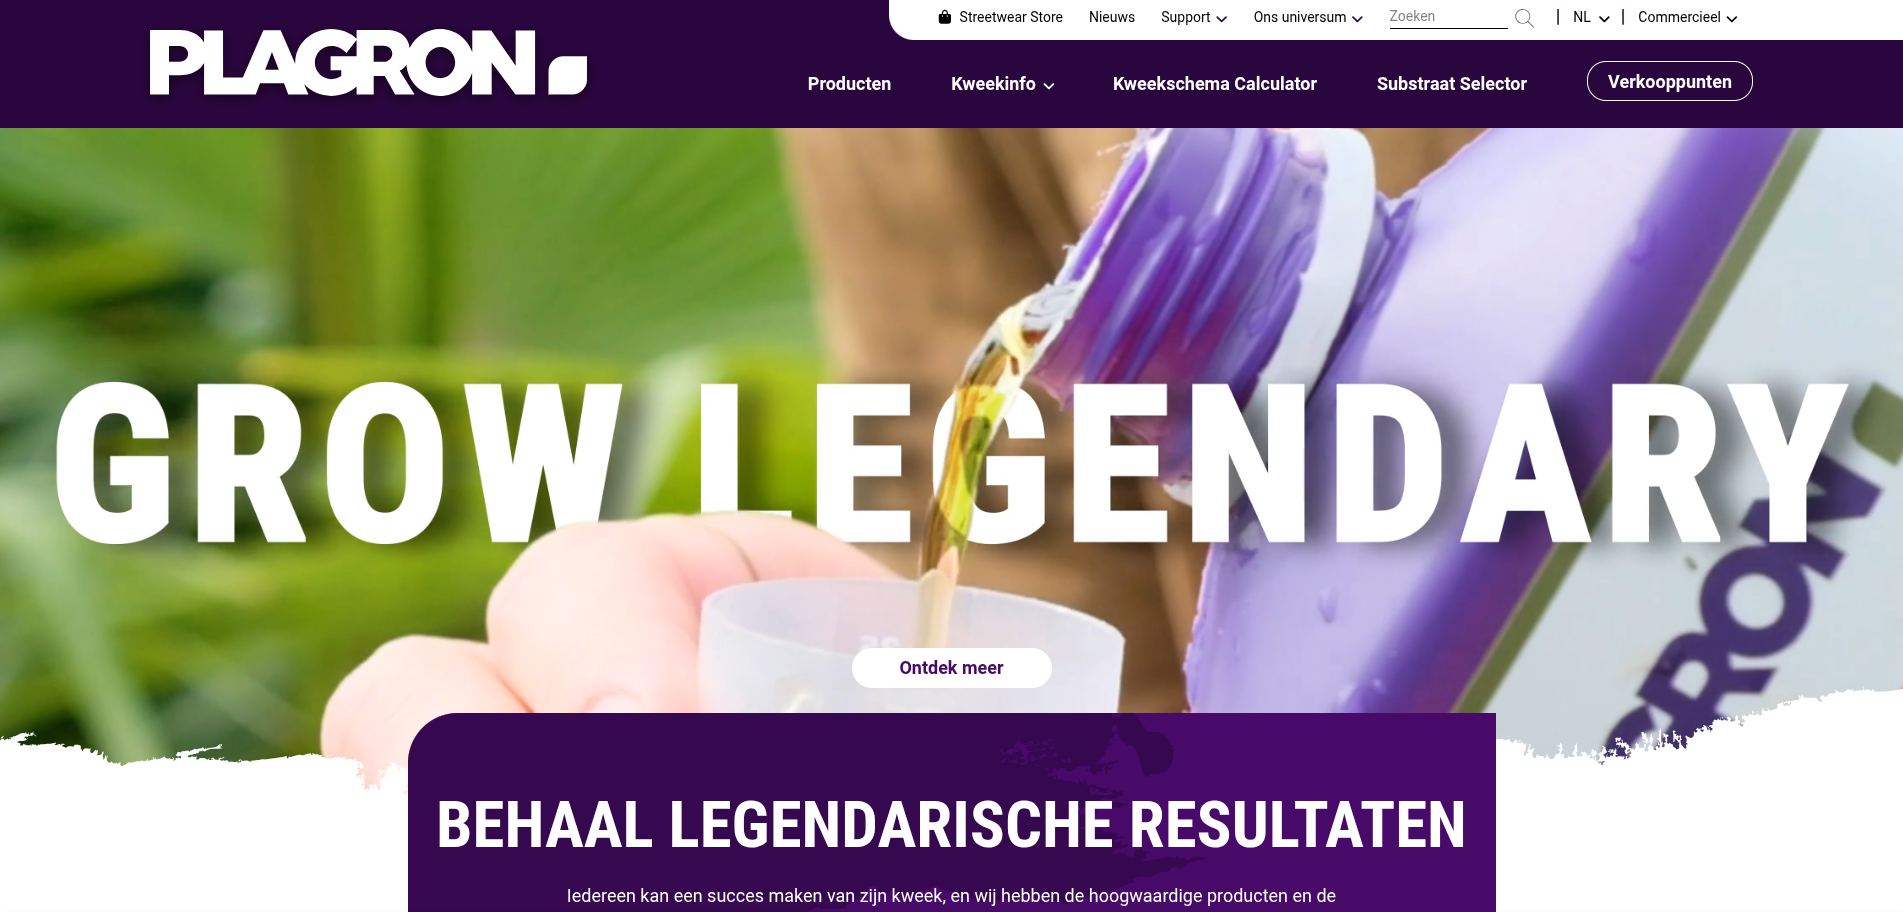 Streetwear Store Nieuws Support Ons universum Zoeken NL Commercieel
PLAGRON
Producten Kweekinfo Kweekschema Calculator Substraat Selector Verkooppunten
GROW LEGENDARY
GRON
Ontdek meer
BEHAAL LEGENDARISCHE RESULTATEN
Iedereen kan een succes maken van zijn kweek, en wij hebben de hoogwaardige producten en de